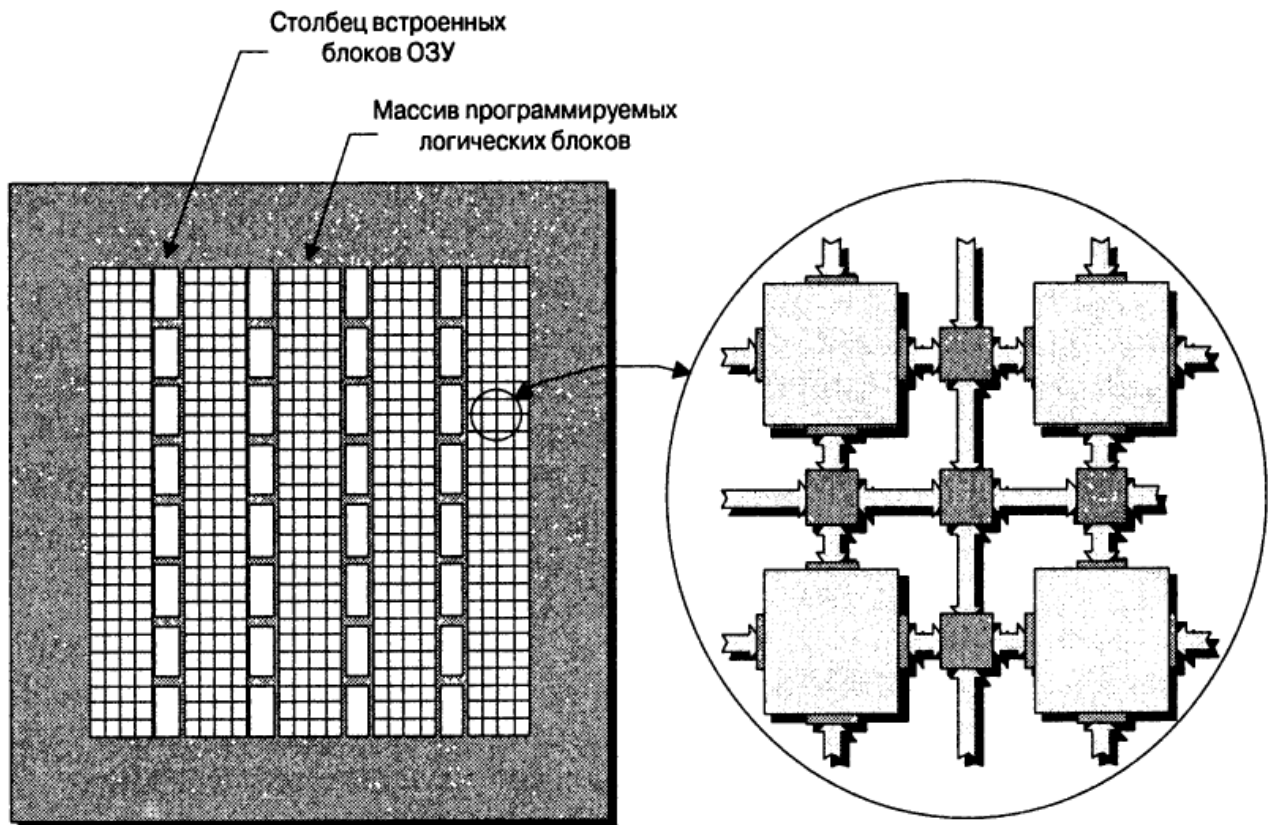 Столбец встроенных
блоков ОЗУ
Массив программируемых
логических блоков